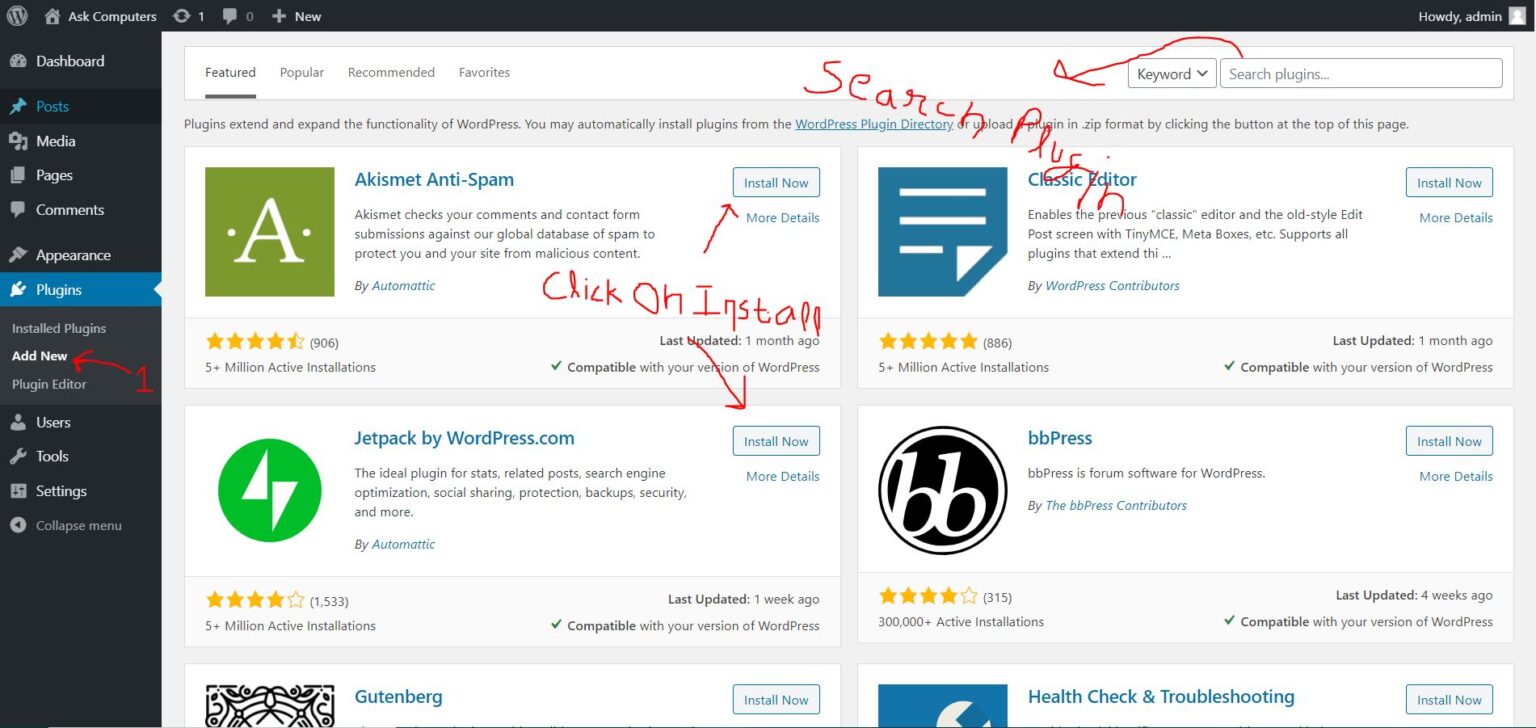 Ask Computers 1 0 New Howdy, admin
Dashboard
Posts
Media
Pages
Comments
Appearance
Plugins
Installed Plugins
Add New
Plugin Editor
Users
Tools
Settings
Collapse menu
1
Featured Popular Recommended Favorites Keyword Search plugins...
Search Plugin
Plugins extend and expand the functionality of WordPress. You may automatically install plugins from the WordPress Plugin Directory or upload a plugin in .zip format by clicking the button at the top of this page.
A
Akismet Anti-Spam
Install Now
More Details
Akismet checks your comments and contact form
submissions against our global database of spam to
protect you and your site from malicious content.
By Automattic
Click On Install
(906)
Last Updated: 1 month ago
5+ Million Active Installations
Compatible with your version of WordPress
Classic Editor
Install Now
More Details
Enables the previous "classic" editor and the old-style Edit
Post screen with TinyMCE, Meta Boxes, etc. Supports all
plugins that extend thi ...
By WordPress Contributors
(886)
Last Updated: 1 month ago
5+ Million Active Installations
Compatible with your version of WordPress
Jetpack by WordPress.com
Install Now
More Details
The ideal plugin for stats, related posts, search engine
optimization, social sharing, protection, backups, security,
and more.
By Automattic
(1,533)
Last Updated: 1 week ago
5+ Million Active Installations
Compatible with your version of WordPress
bb
bbPress
Install Now
More Details
bbPress is forum software for WordPress.
By The bbPress Contributors
(315)
Last Updated: 4 weeks ago
300,000+ Active Installations
Compatible with your version of WordPress
Gutenberg
Install Now
Health Check & Troubleshooting
Install Now